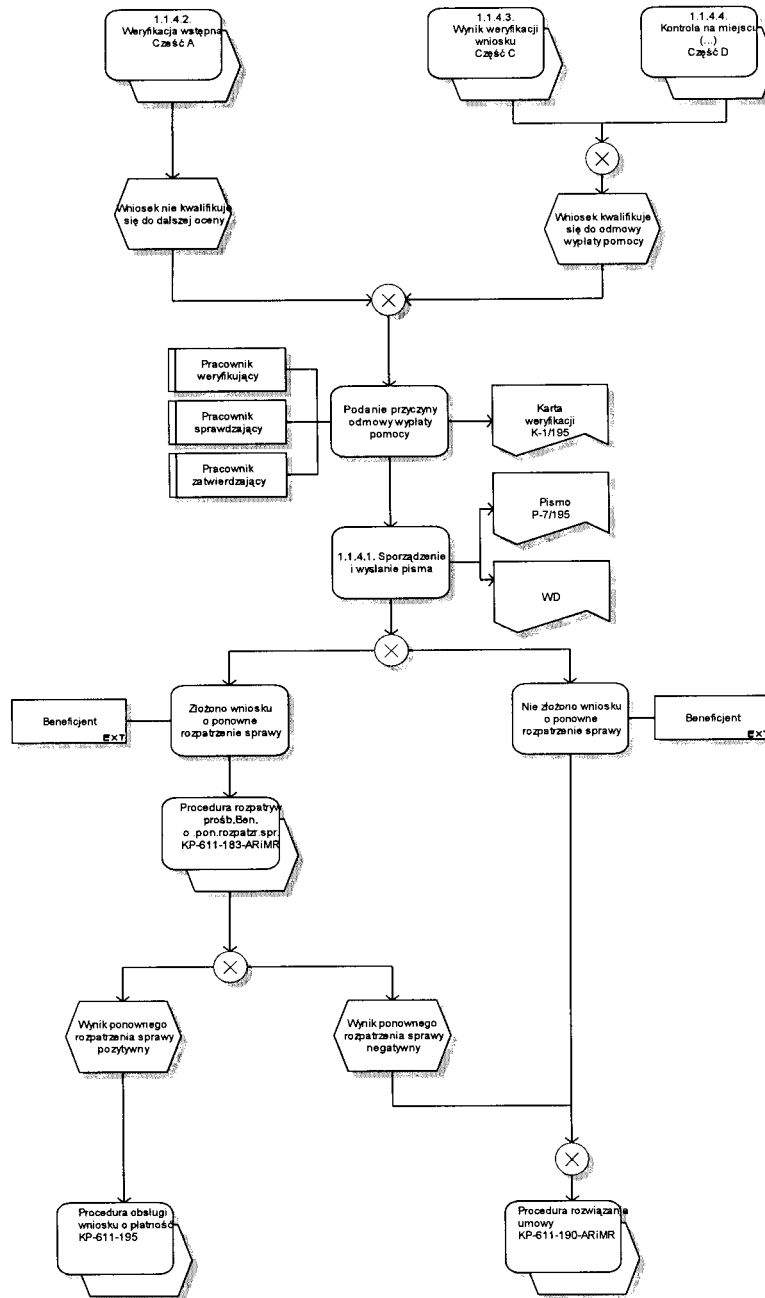 1.1.4.2.
Weryfikacja wstępna
Cześć A
1.1.4.3.
Wynik weryfikacji
wniosku
Część C
1.1.4.4.
Kontrola na miejscu
(...)
Część D
Wniosek nie kwalifikuje
się do dalszej oceny
Wniosek kwalifikuje
się do odmowy
wypłaty pomocy
Pracownik
weryfikujący
Pracownik
sprawdzający
Pracownik
zatwierdzający
Podanie przyczyny
odmowy wypłaty
pomocy
Karta
weryfikacji
K-1/195
Pismo
P-7/195
1.1.4.1. Sporządzenie
i wysłanie pisma
WD
Beneficjent
EXT
Złożono wniosku
o ponowne
rozpatrzenie sprawy
Nie złożono wniosku
o ponowne
rozpatrzenie sprawy
Beneficjent
EXT
Procedura rozpatryw
prośb.Ben.
o .pon.rozpatzr.spr.
KP-611-183-ARiMR
Wynik ponownego
rozpatrzenia sprawy
pozytywny
Wynik ponownego
rozpatrzenia sprawy
negatywny
Procedura obsługi
wniosku o płatność
KP-611-195
Procedura rozwiązania
umowy
KP-611-190-ARiMR